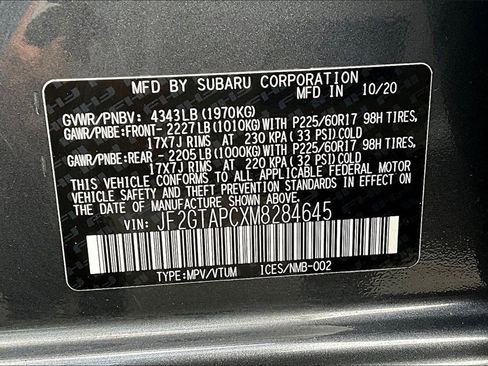 MFD BY SUBARU CORPORATION MFD IN 10/20
GVWR/PNBV: 4343LB (1970KG)
GAWR/PNBE:FRONT- 2227LB (1010KG)WITH P225/60R17 98H TIRES,
17X7J RIMS AT 230 KPA (33 PSI)COLD
GAWR/PNBE:REAR - 2205LB (1000KG)WITH P225/60R17 98H TIRES,
17X7J RIMS AT 220 KPA (32 PSI)COLD
THIS VEHICLE CONFORMS TO ALL APPLICABLE FEDERAL MOTOR
VEHICLE SAFETY, BUMPER, AND THEFT
PREVENTION STANDARDS IN EFFECT ON THE
DATE OF MANUFACTURE SHOWN ABOVE.
VIN: JF2GTAPCXM8284645
TYPE:MPV/VTUM ICES/NMB-002